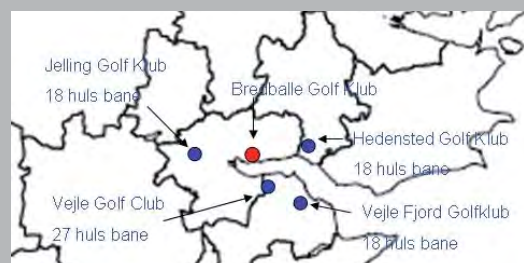 Jelling Golf Klub
18 huls bane
Bredballe Golf Klub
Hedensted Golf Klub
18 huls bane
Vejle Golf Club
27 huls bane
Vejle Fjord Golfklub
18 huls bane